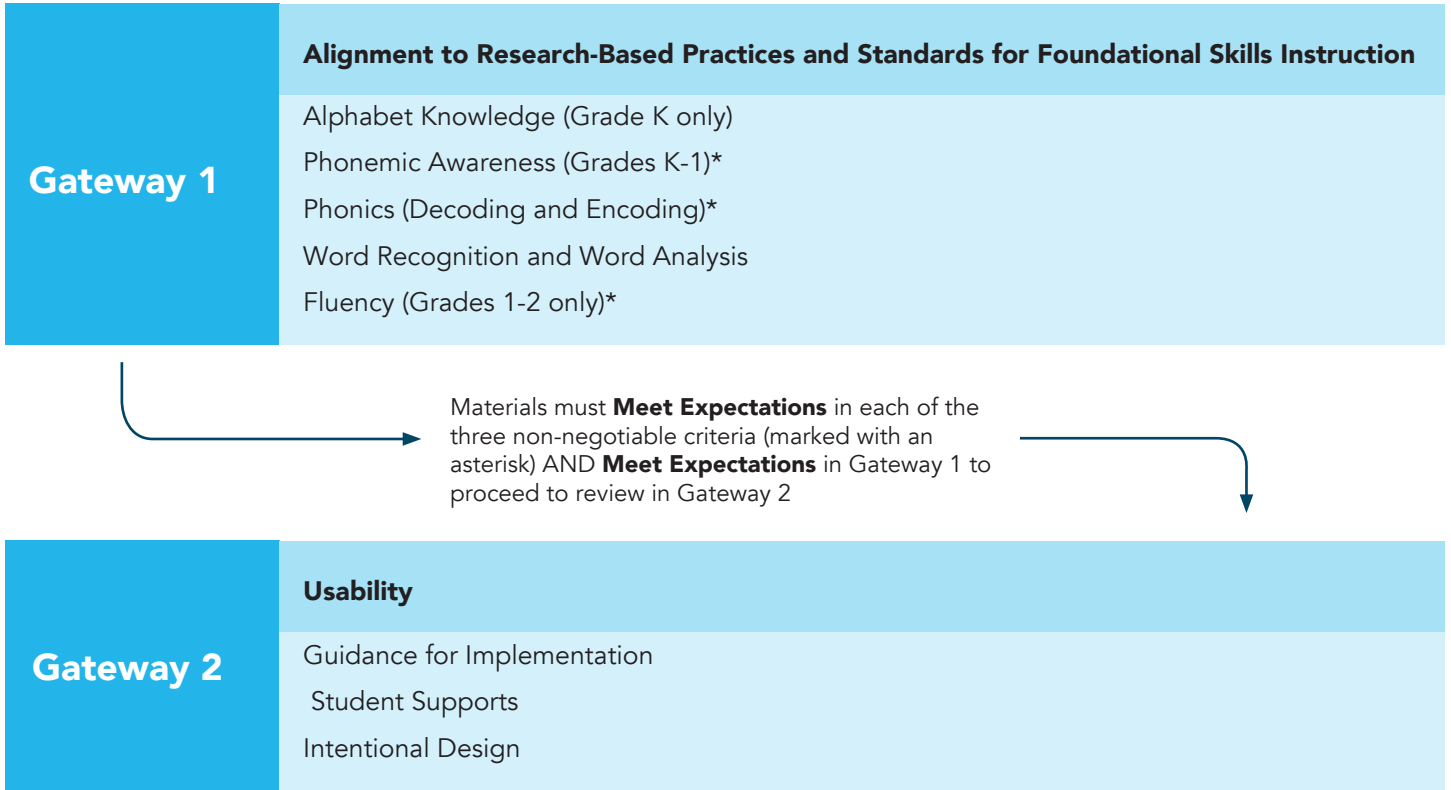 Gateway 1
Alignment to Research-Based Practices and Standards for Foundational Skills Instruction
Alphabet Knowledge (Grade K only)
Phonemic Awareness (Grades K-1)*
Phonics (Decoding and Encoding)*
Word Recognition and Word Analysis
Fluency (Grades 1-2 only)*
Materials must Meet Expectations in each of the
three non-negotiable criteria (marked with an
asterisk) AND Meet Expectations in Gateway 1 to
proceed to review in Gateway 2
Gateway 2
Usability
Guidance for Implementation
Student Supports
Intentional Design